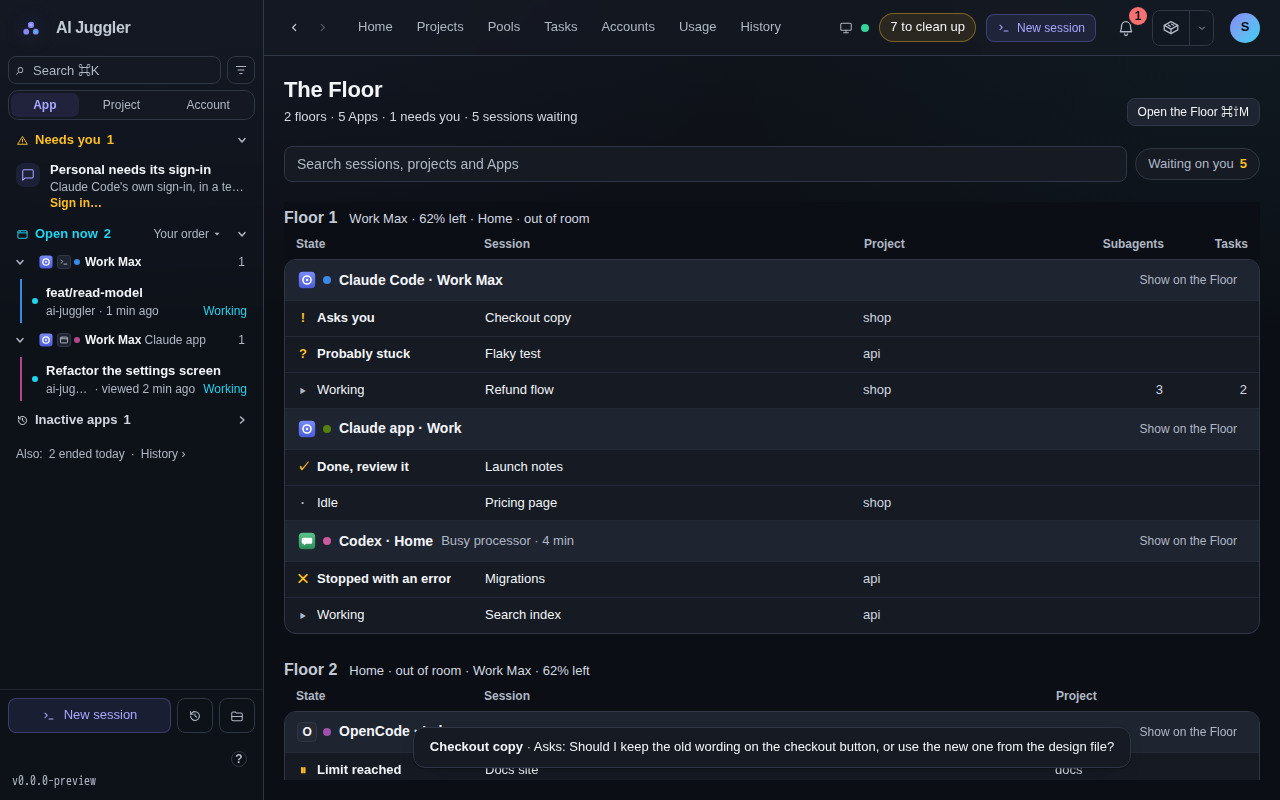 AI Juggler
Home Projects Pools Tasks Accounts Usage History
7 to clean up
New session
1
S
Search ⌘K
App Project Account
Needs you 1
Personal needs its sign-in
Claude Code's own sign-in, in a te…
Sign in…
Open now 2 Your order
Work Max 1
feat/read-model
ai-juggler · 1 min ago Working
Work Max Claude app 1
Refactor the settings screen
ai-jug… · viewed 2 min ago Working
Inactive apps 1
Also: 2 ended today · History ›
New session
?
v0.0.0-preview
The Floor
2 floors · 5 Apps · 1 needs you · 5 sessions waiting
Open the Floor ⌘⇧M
Search sessions, projects and Apps
Waiting on you 5
Floor 1 Work Max · 62% left · Home · out of room
State Session Project Subagents Tasks
Claude Code · Work Max Show on the Floor
! Asks you Checkout copy shop
? Probably stuck Flaky test api
▸ Working Refund flow shop 3 2
Claude app · Work Show on the Floor
✓ Done, review it Launch notes
· Idle Pricing page shop
Codex · Home Busy processor · 4 min Show on the Floor
✕ Stopped with an error Migrations api
▸ Working Search index api
Floor 2 Home · out of room · Work Max · 62% left
State Session Project
O OpenCode · Show on the Floor
Checkout copy · Asks: Should I keep the old wording on the checkout button, or use the new one from the design file?
Limit reached Docs site docs